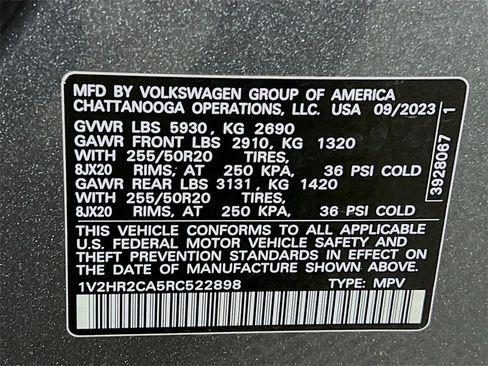 MFD BY VOLKSWAGEN GROUP OF AMERICA
CHATTANOOGA OPERATIONS, LLC. USA 09/2023
GVWR LBS 5930, KG 2690
GAWR FRONT LBS 2910, KG 1320
WITH 255/50R20 TIRES,
8JX20 RIMS, AT 250 KPA, 36 PSI COLD
GAWR REAR LBS 3131, KG 1420
WITH 255/50R20 TIRES,
8JX20 RIMS, AT 250 KPA, 36 PSI COLD
THIS VEHICLE CONFORMS TO ALL APPLICABLE
U.S. FEDERAL MOTOR VEHICLE SAFETY AND
THEFT PREVENTION STANDARDS IN EFFECT ON
THE DATE OF MANUFACTURE SHOWN ABOVE.
1V2HR2CA5RC522898 TYPE: MPV
3928067 1